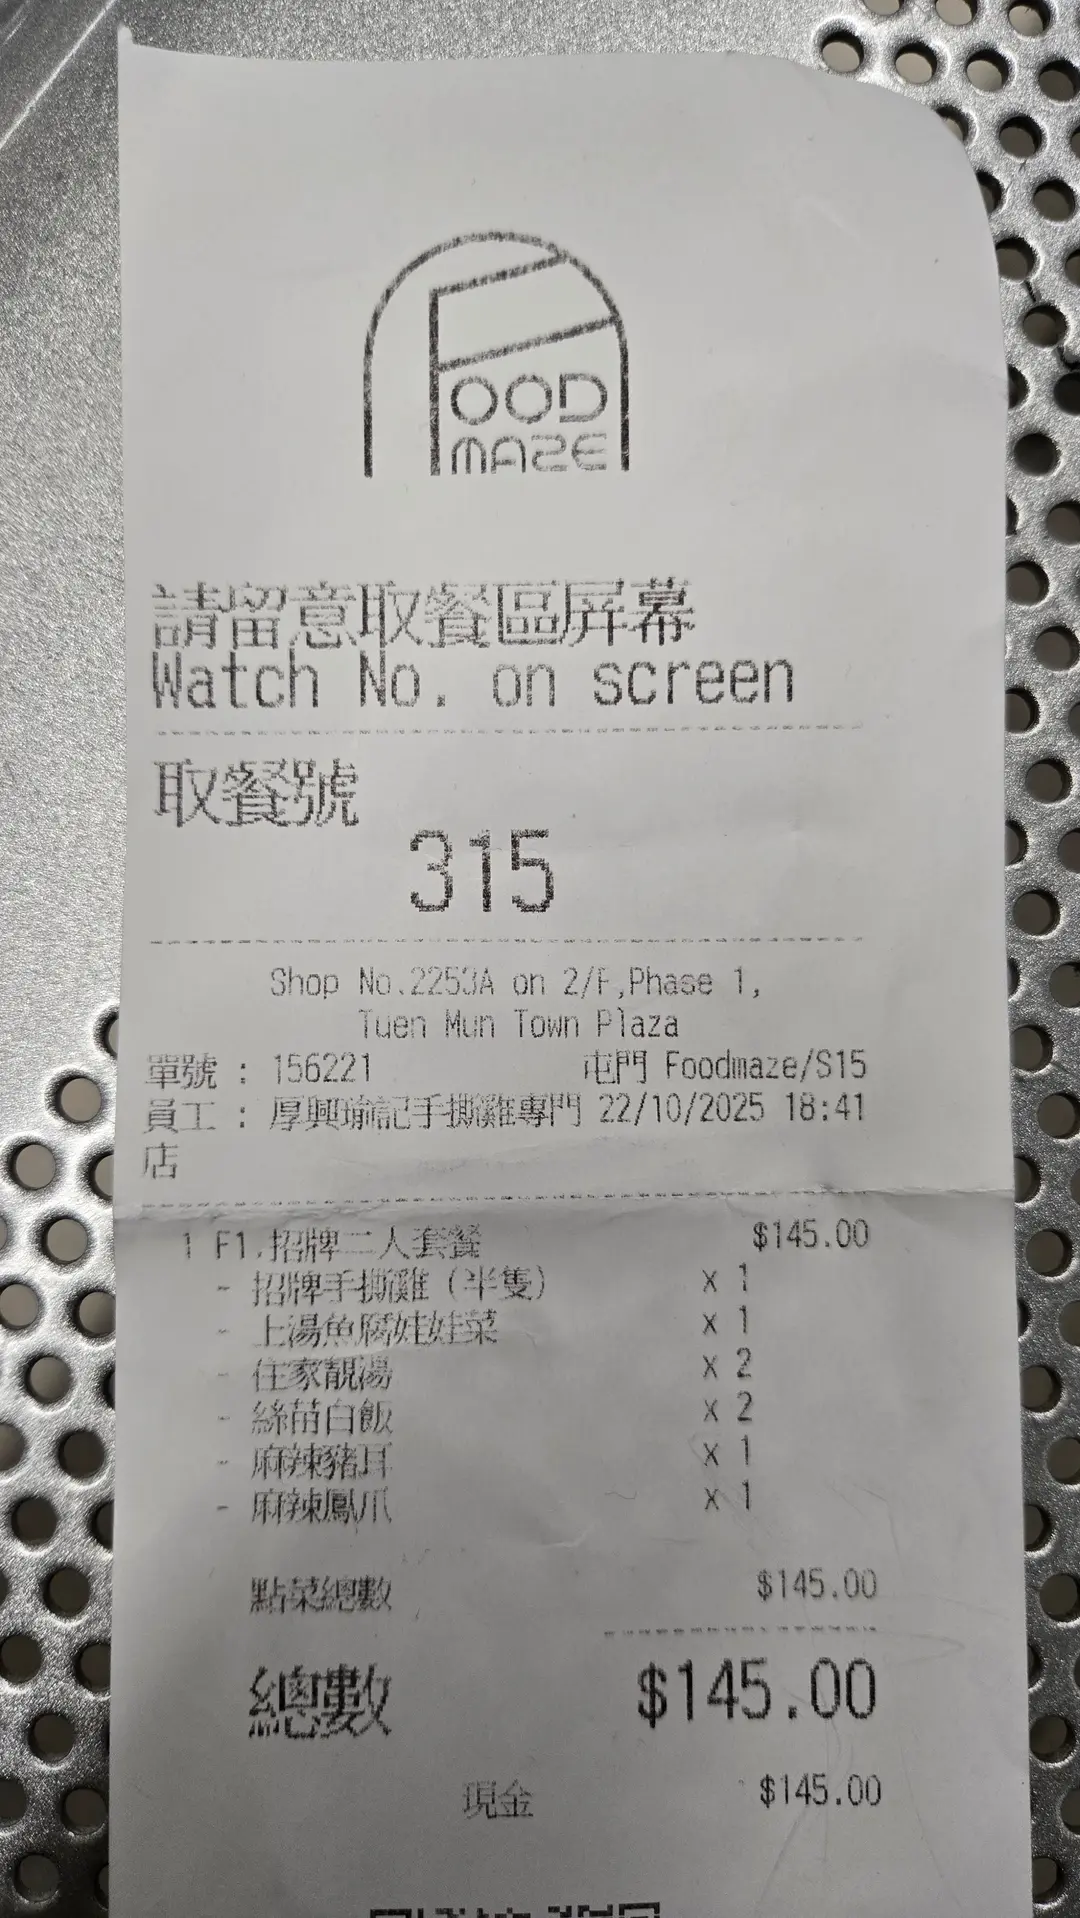 FOOD
MAZE
請留意取餐區屏幕
Watch No. on screen
取餐號
315
Shop No.2253A on 2/F,Phase 1,
Tuen Mun Town Plaza
單號 : 156221 屯門 Foodmaze/S15
員工 : 厚興瑜記手撕雞專門 22/10/2025 18:41
店
1 F1.招牌二人套餐 $145.00
- 招牌手撕雞（半隻） x 1
- 上湯魚腐娃娃菜 x 1
- 住家靚湯 x 2
- 絲苗白飯 x 2
- 麻辣豬耳 x 1
- 麻辣鳳爪 x 1
點菜總數 $145.00
總數 $145.00
現金 $145.00